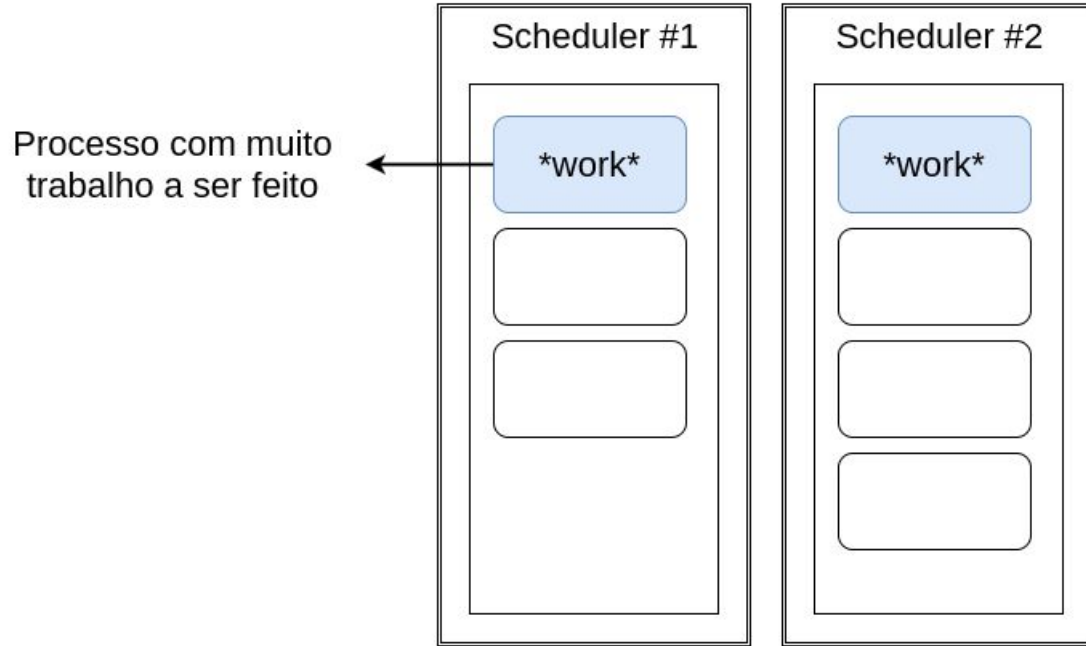 Scheduler #1
Scheduler #2
Processo com muito
trabalho a ser feito
*work*
*work*